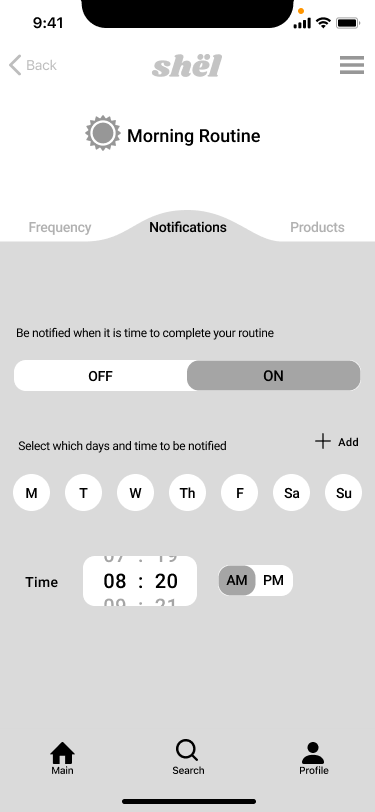 9:41
Back
shël
Morning Routine
Frequency Notifications Products
Be notified when it is time to complete your routine
OFF ON
Select which days and time to be notified
Add
M T W Th F Sa Su
07 : 19
Time 08 : 20 AM PM
09 : 21
Main Search Profile